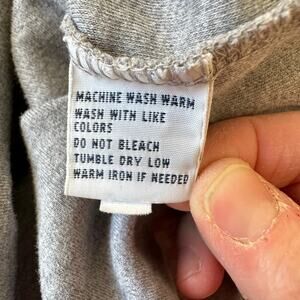 MACHINE WASH WARM
WASH WITH LIKE
COLORS
DO NOT BLEACH
TUMBLE DRY LOW
WARM IRON IF NEEDED